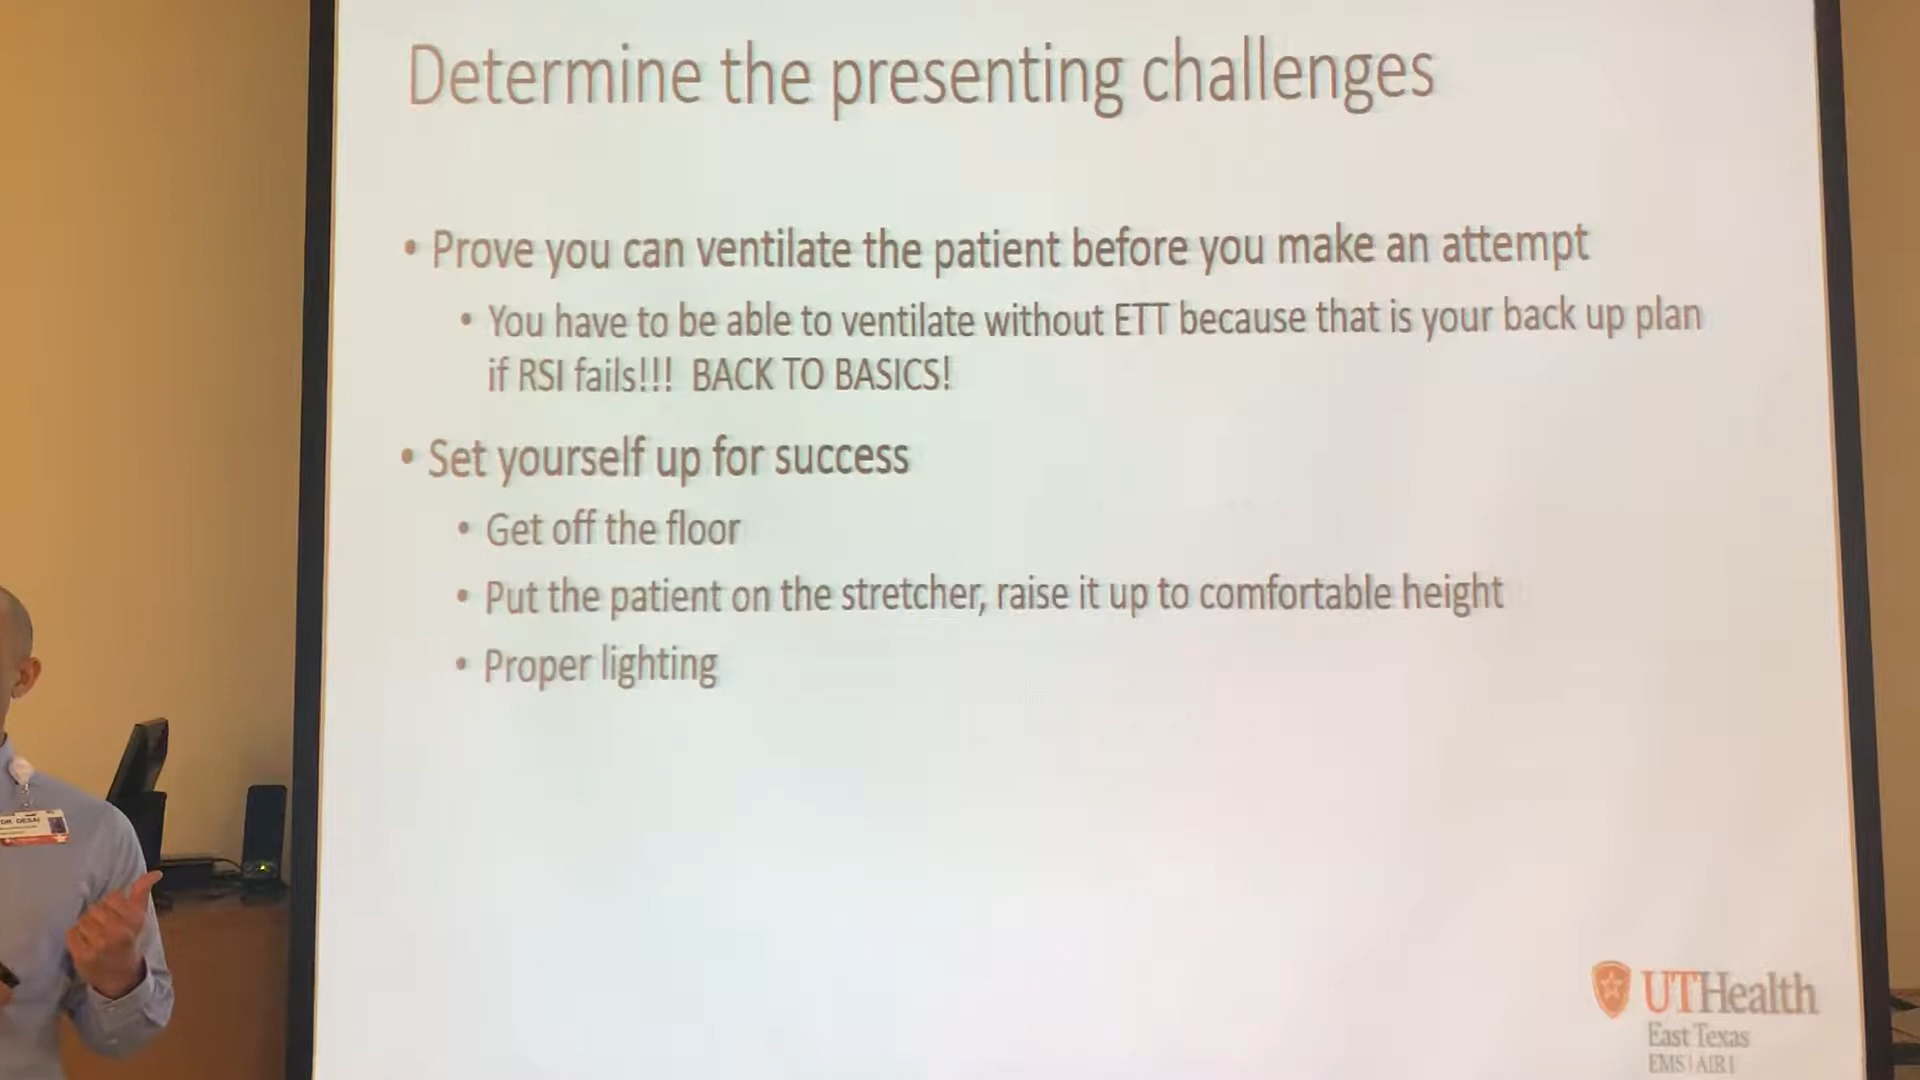 Determine the presenting challenges
• Prove you can ventilate the patient before you make an attempt
• You have to be able to ventilate without ETT because that is your back up plan
if RSI fails!!! BACK TO BASICS!
• Set yourself up for success
• Get off the floor
• Put the patient on the stretcher, raise it up to comfortable height
• Proper lighting
DR. DESAI
UTHealth
East Texas
EMS | AIR 1